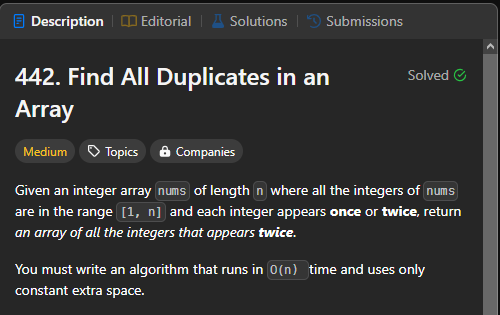 Description | Editorial | Solutions | Submissions
442. Find All Duplicates in an
Solved
Array
Medium Topics Companies
Given an integer array nums of length n where all the integers of nums
are in the range [1, n] and each integer appears once or twice, return
an array of all the integers that appears twice.
You must write an algorithm that runs in O(n) time and uses only
constant extra space.